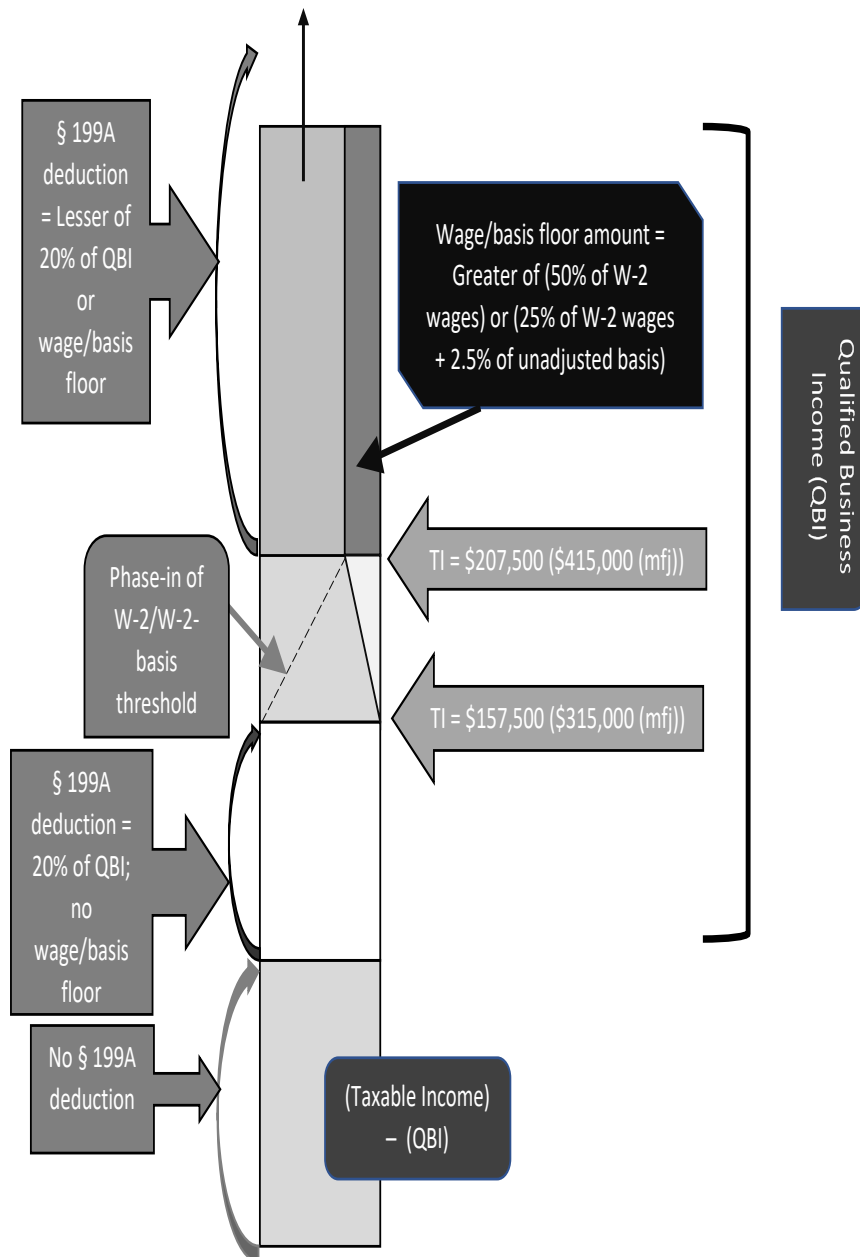 § 199A
deduction
= Lesser of
20% of QBI
or
wage/basis
floor
Wage/basis floor amount =
Greater of (50% of W-2
wages) or (25% of W-2 wages
+ 2.5% of unadjusted basis)
Qualified Business
Income (QBI)
TI = $207,500 ($415,000 (mfj))
Phase-in of
W-2/W-2-
basis
threshold
TI = $157,500 ($315,000 (mfj))
§ 199A
deduction =
20% of QBI;
no
wage/basis
floor
No § 199A
deduction
(Taxable Income)
– (QBI)